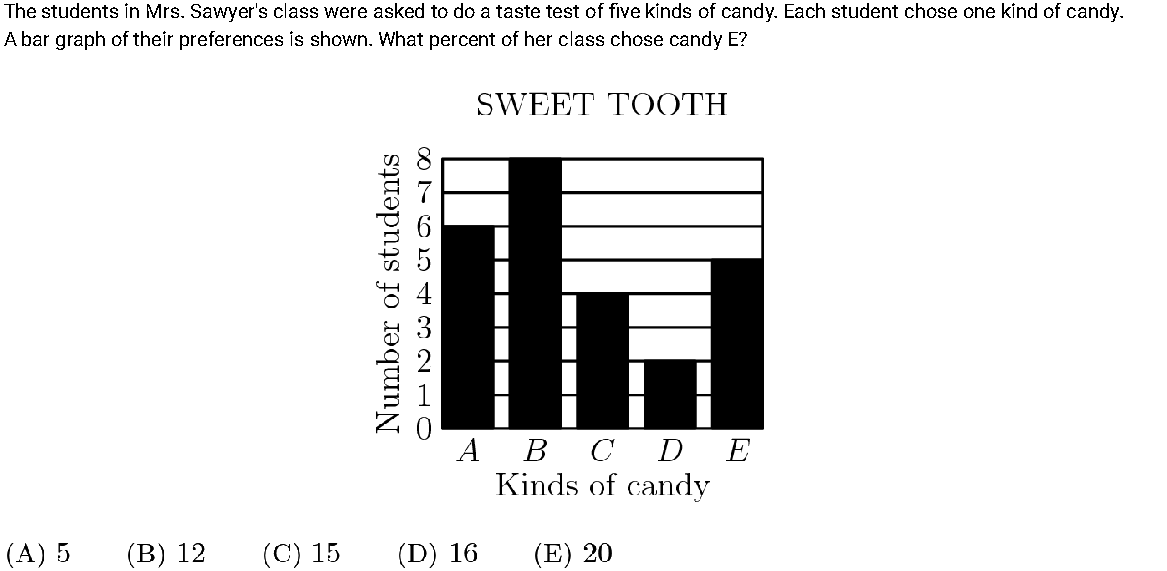 The students in Mrs. Sawyer's class were asked to do a taste test of five kinds of candy. Each student chose one kind of candy.
A bar graph of their preferences is shown. What percent of her class chose candy E?
SWEET TOOTH
Number of students
8
7
6
5
4
3
2
1
0
A B C D E
Kinds of candy
(A) 5 (B) 12 (C) 15 (D) 16 (E) 20